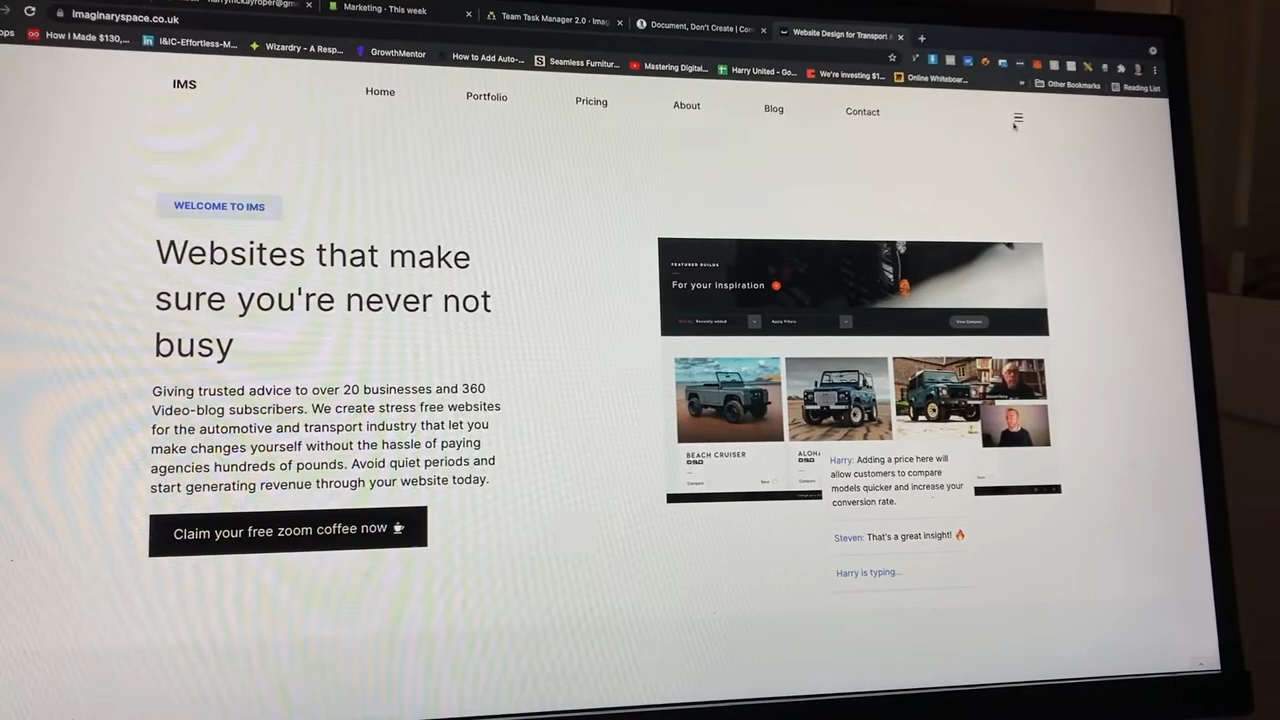 Marketing · This week
Team Task Manager 2.0 ·
Document, Don't Create |
Website Design for Transport
imaginaryspace.co.uk
How I Made $130,...
I&IC-Effortless-M...
Wizardry – A Resp...
GrowthMentor
How to Add Auto-...
Seamless Furnitur...
Mastering Digital...
Harry United - Go...
We're investing $1...
Online Whiteboar...
Other Bookmarks
Reading List
IMS
Home
Portfolio
Pricing
About
Blog
Contact
WELCOME TO IMS
Websites that make
sure you're never not
busy
Giving trusted advice to over 20 businesses and 360
Video-blog subscribers. We create stress free websites
for the automotive and transport industry that let you
make changes yourself without the hassle of paying
agencies hundreds of pounds. Avoid quiet periods and
start generating revenue through your website today.
Claim your free zoom coffee now
FEATURED BUILDS
For your inspiration
Recently added
Apply Filters
View Compare
BEACH CRUISER
D90
Compare
ALOHA
D90
Compare
Harry: Adding a price here will
allow customers to compare
models quicker and increase your
conversion rate.
Steven: That's a great insight! 🔥
Harry is typing...